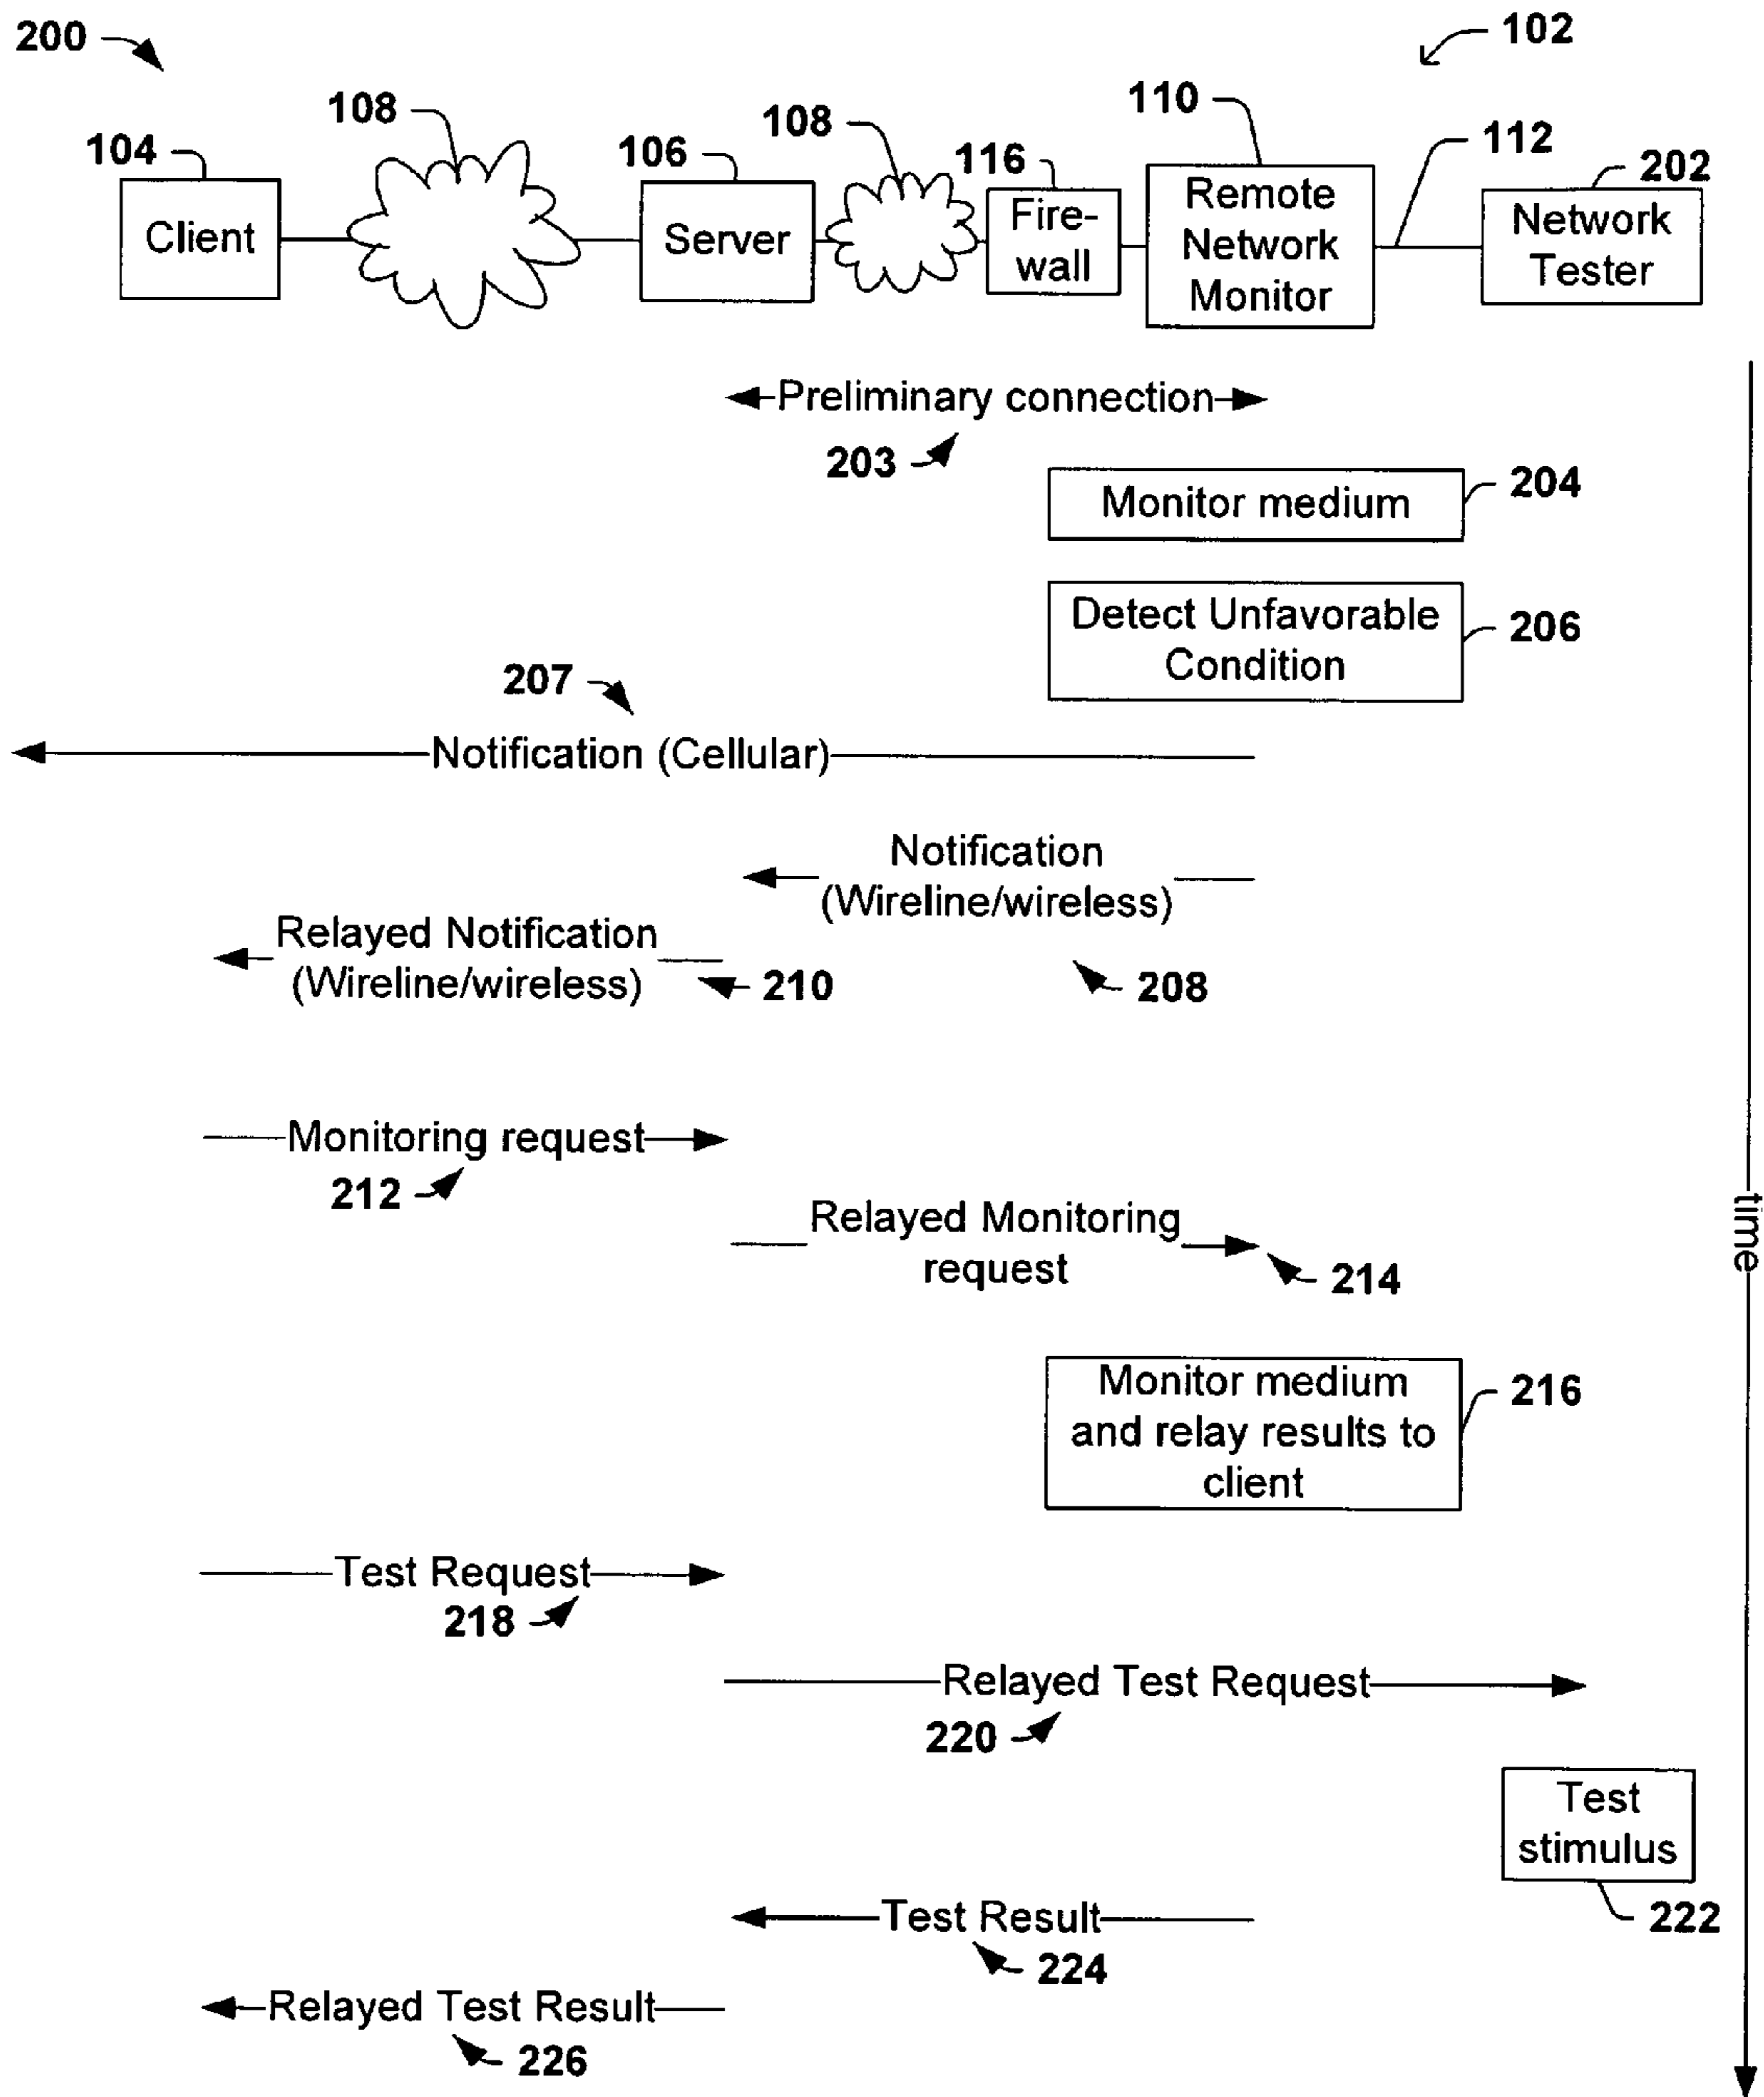 200
102
108
108
110
104
106
116
112
202
Client
Server
Fire-
wall
Remote
Network
Monitor
Network
Tester
Preliminary connection
203
Monitor medium
204
Detect Unfavorable
Condition
206
207
Notification (Cellular)
Notification
(Wireline/wireless)
208
Relayed Notification
(Wireline/wireless)
210
Monitoring request
212
Relayed Monitoring
request
214
time
Monitor medium
and relay results to
client
216
Test Request
218
Relayed Test Request
220
Test
stimulus
222
Test Result
224
Relayed Test Result
226